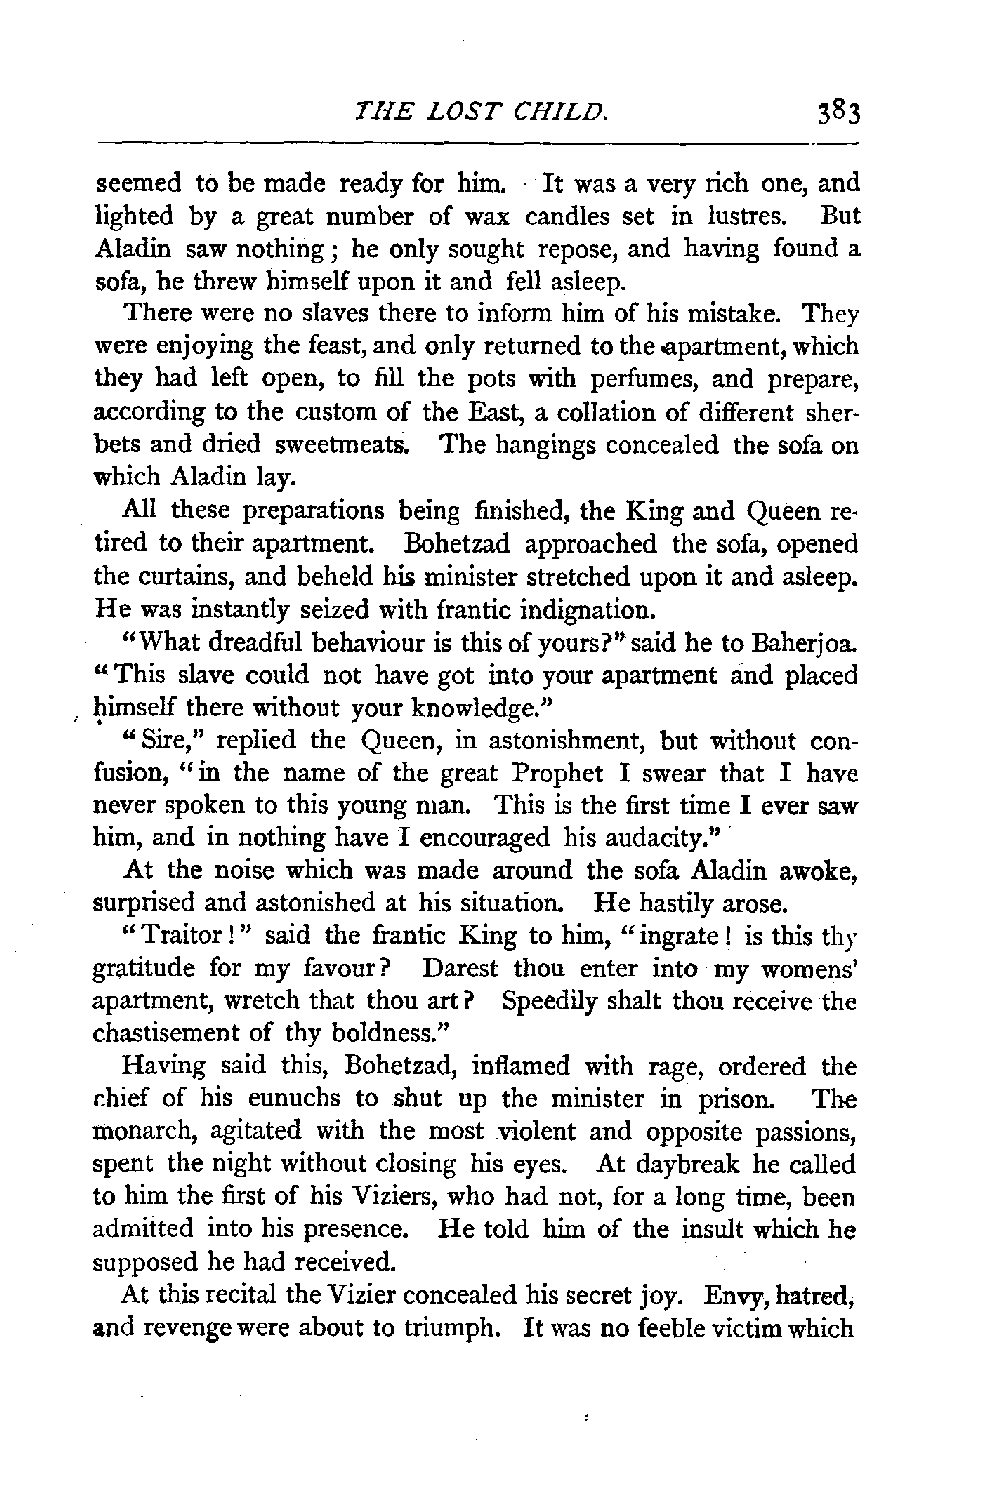 THE LOST CHILD. 383
seemed to be made ready for him. It was a very rich one, and
lighted by a great number of wax candles set in lustres. But
Aladin saw nothing; he only sought repose, and having found a
sofa, he threw himself upon it and fell asleep.
There were no slaves there to inform him of his mistake. They
were enjoying the feast, and only returned to the apartment, which
they had left open, to fill the pots with perfumes, and prepare,
according to the custom of the East, a collation of different sher-
bets and dried sweetmeats. The hangings concealed the sofa on
which Aladin lay.
All these preparations being finished, the King and Queen re-
tired to their apartment. Bohetzad approached the sofa, opened
the curtains, and beheld his minister stretched upon it and asleep.
He was instantly seized with frantic indignation.
"What dreadful behaviour is this of yours?" said he to Baherjoa.
"This slave could not have got into your apartment and placed
himself there without your knowledge."
"Sire," replied the Queen, in astonishment, but without con-
fusion, "in the name of the great Prophet I swear that I have
never spoken to this young man. This is the first time I ever saw
him, and in nothing have I encouraged his audacity."
At the noise which was made around the sofa Aladin awoke,
surprised and astonished at his situation. He hastily arose.
"Traitor!" said the frantic King to him, "ingrate! is this thy
gratitude for my favour? Darest thou enter into my womens'
apartment, wretch that thou art? Speedily shalt thou receive the
chastisement of thy boldness."
Having said this, Bohetzad, inflamed with rage, ordered the
chief of his eunuchs to shut up the minister in prison. The
monarch, agitated with the most violent and opposite passions,
spent the night without closing his eyes. At daybreak he called
to him the first of his Viziers, who had not, for a long time, been
admitted into his presence. He told him of the insult which he
supposed he had received.
At this recital the Vizier concealed his secret joy. Envy, hatred,
and revenge were about to triumph. It was no feeble victim which